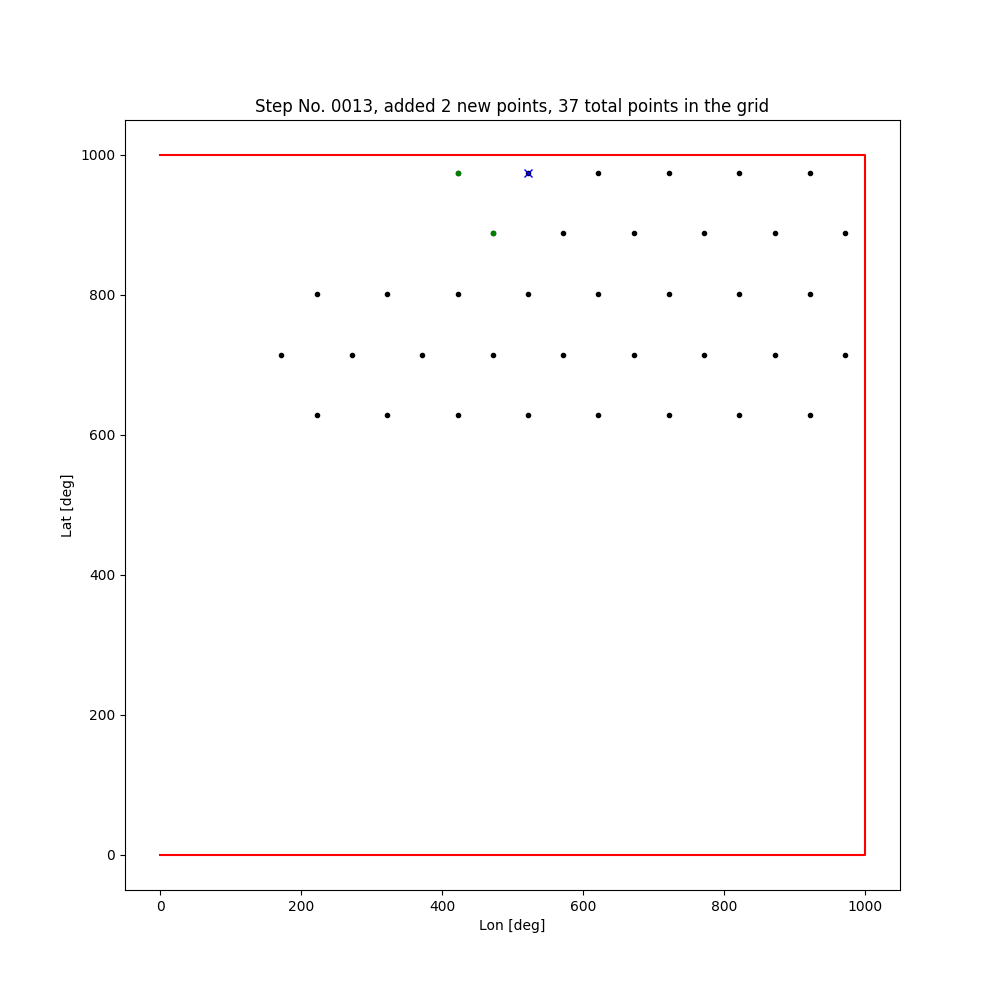 Step No. 0013, added 2 new points, 37 total points in the grid
1000
800
600
400
200
0
Lat [deg]
0 200 400 600 800 1000
Lon [deg]